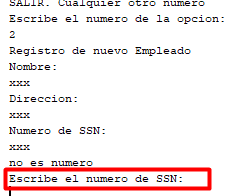 SALIR. Cualquier otro numero
Escribe el numero de la opcion:
2
Registro de nuevo Empleado
Nombre:
xxx
Direccion:
xxx
Numero de SSN:
xxx
no es numero
Escribe el numero de SSN: